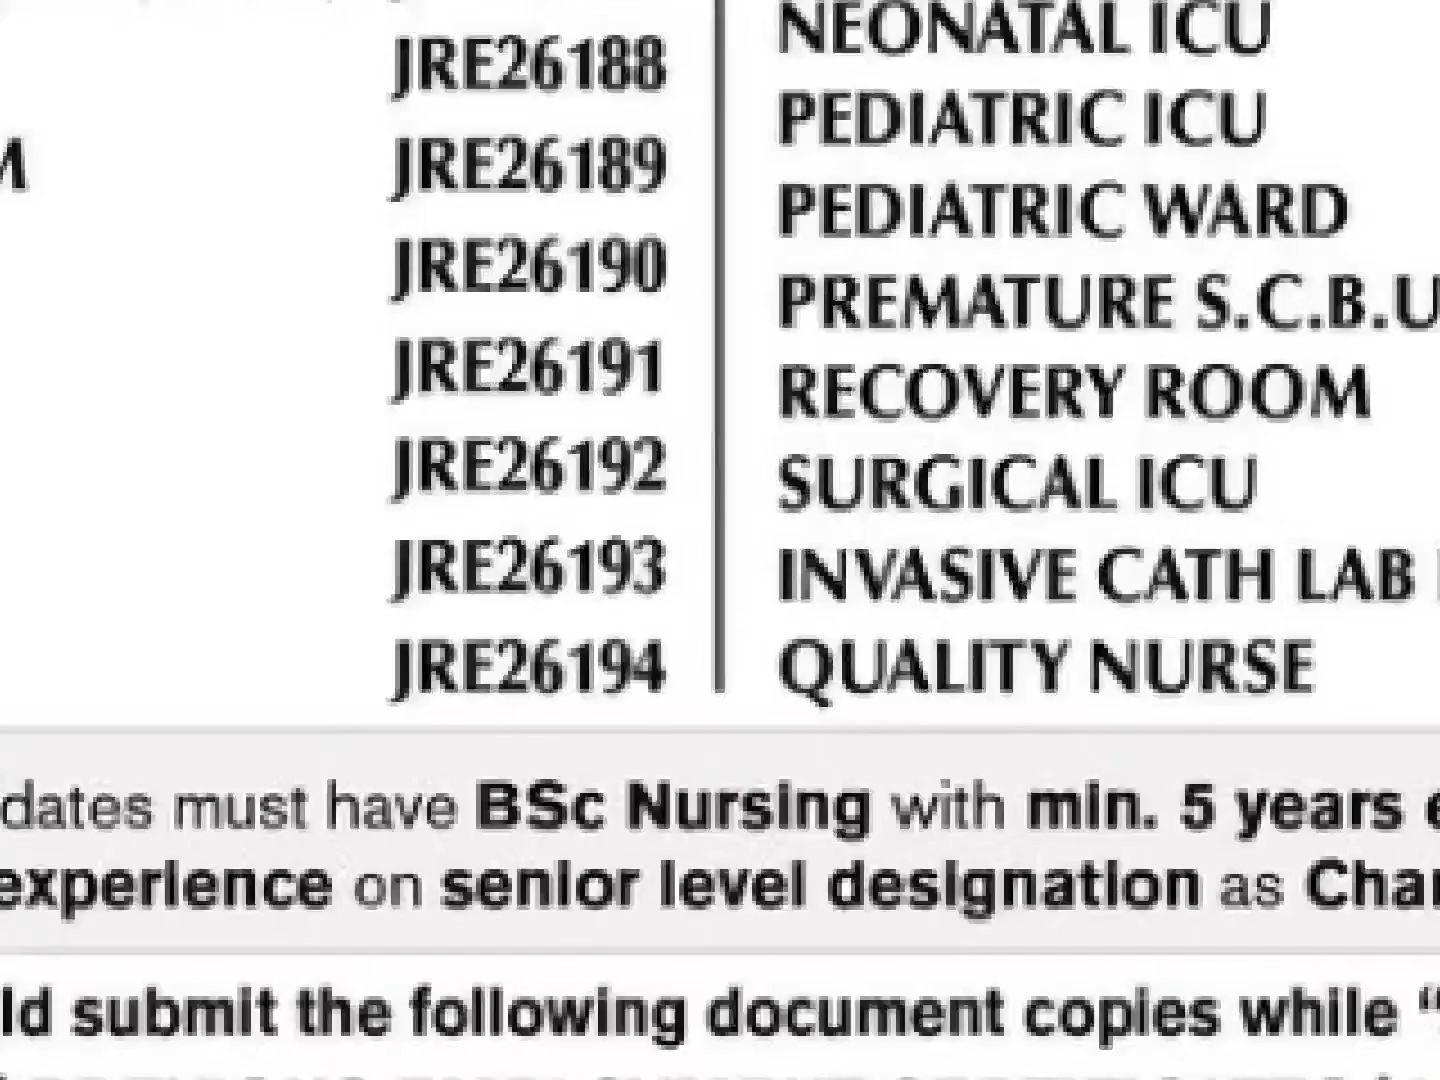 JRE26188
M JRE26189
JRE26190
JRE26191
JRE26192
JRE26193
JRE26194
NEONATAL ICU
PEDIATRIC ICU
PEDIATRIC WARD
PREMATURE S.C.B.U
RECOVERY ROOM
SURGICAL ICU
INVASIVE CATH LAB
QUALITY NURSE
dates must have BSc Nursing with min. 5 years e
experience on senior level designation as Char
ld submit the following document copies while “